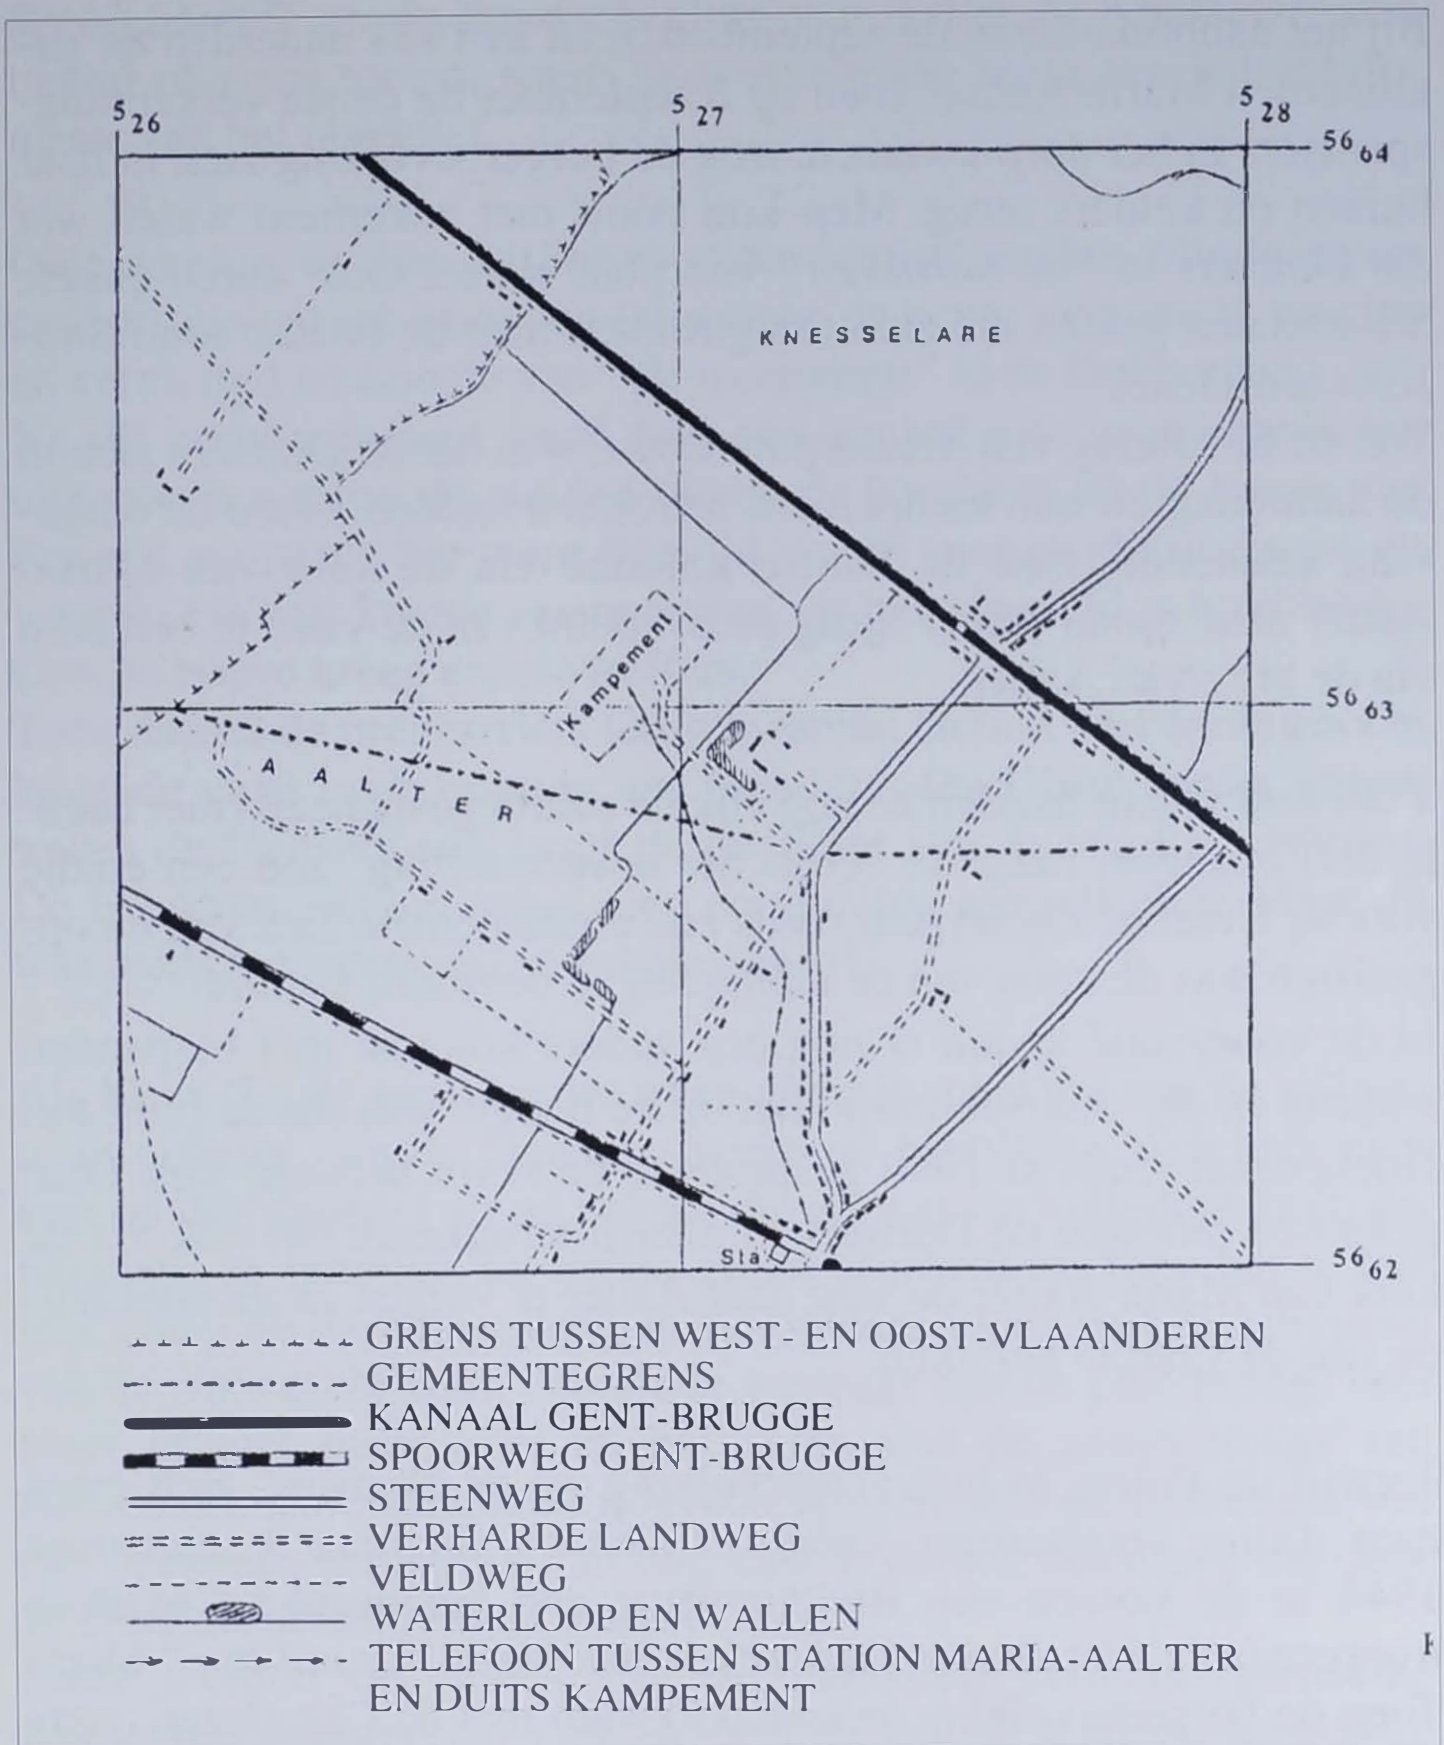 5 26
5 27
5 28
56 64
KNESSELARE
Kampement
56 63
AALTER
Sta
56 62
GRENS TUSSEN WEST- EN OOST-VLAANDEREN
GEMEENTEGRENS
KANAAL GENT-BRUGGE
SPOORWEG GENT-BRUGGE
STEENWEG
VERHARDE LANDWEG
VELDWEG
WATERLOOP EN WALLEN
TELEFOON TUSSEN STATION MARIA-AALTER
EN DUITS KAMPEMENT